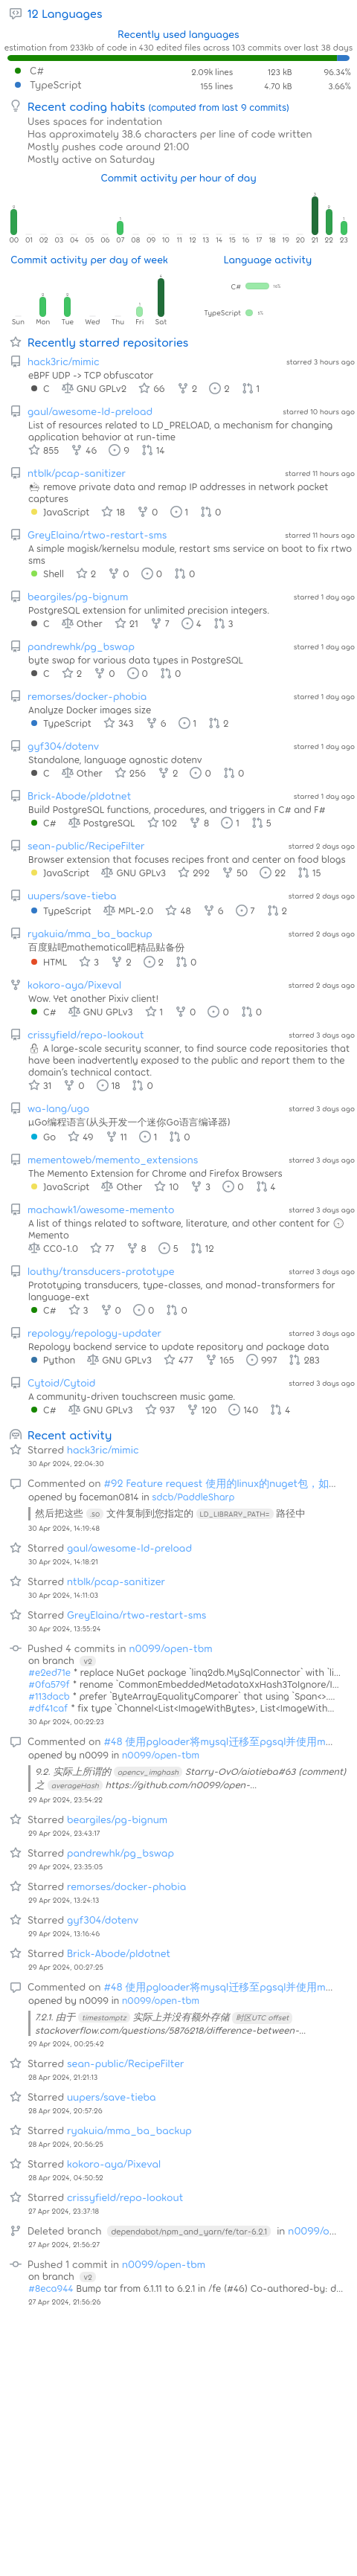 12 Languages
Recently used languages
estimation from 233kb of code in 430 edited files across 103 commits over last 38 days
C# 2.09k lines 123 kB 96.34%
TypeScript 155 lines 4.70 kB 3.66%
Recent coding habits (computed from last 9 commits)
Uses spaces for indentation
Has approximately 38.6 characters per line of code written
Mostly pushes code around 21:00
Mostly active on Saturday
Commit activity per hour of day
00 01 02 03 04 05 06 07 08 09 10 11 12 13 14 15 16 17 18 19 20 21 22 23
Commit activity per day of week
Language activity
C#
TypeScript
Sun Mon Tue Wed Thu Fri Sat
Recently starred repositories
hack3ric/mimic starred 3 hours ago
eBPF UDP -> TCP obfuscator
C GNU GPLv2 66 2 2 1
gaul/awesome-ld-preload starred 10 hours ago
List of resources related to LD_PRELOAD, a mechanism for changing
application behavior at run-time
855 46 9 14
ntblk/pcap-sanitizer starred 11 hours ago
remove private data and remap IP addresses in network packet
captures
JavaScript 18 0 1 0
GreyElaina/rtwo-restart-sms starred 11 hours ago
A simple magisk/kernelsu module, restart sms service on boot to fix rtwo
sms
Shell 2 0 0 0
beargiles/pg-bignum starred 1 day ago
PostgreSQL extension for unlimited precision integers.
C Other 21 7 4 3
pandrewhk/pg_bswap starred 1 day ago
byte swap for various data types in PostgreSQL
C 2 0 0 0
remorses/docker-phobia starred 1 day ago
Analyze Docker images size
TypeScript 343 6 1 2
gyf304/dotenv starred 1 day ago
Standalone, language agnostic dotenv
C Other 256 2 0 0
Brick-Abode/pldotnet starred 1 day ago
Build PostgreSQL functions, procedures, and triggers in C# and F#
C# PostgreSQL 102 8 1 5
sean-public/RecipeFilter starred 2 days ago
Browser extension that focuses recipes front and center on food blogs
JavaScript GNU GPLv3 292 50 22 15
uupers/save-tieba starred 2 days ago
TypeScript MPL-2.0 48 6 7 2
ryakuia/mma_ba_backup starred 2 days ago
百度贴吧mathematica吧精品贴备份
HTML 3 2 2 0
kokoro-aya/Pixeval starred 2 days ago
Wow. Yet another Pixiv client!
C# GNU GPLv3 1 0 0 0
crissyfield/repo-lookout starred 3 days ago
A large-scale security scanner, to find source code repositories that
have been inadvertently exposed to the public and report them to the
domain's technical contact.
31 0 18 0
wa-lang/ugo starred 3 days ago
µGo编程语言(从头开发一个迷你Go语言编译器)
Go 49 11 1 0
mementoweb/memento_extensions starred 3 days ago
The Memento Extension for Chrome and Firefox Browsers
JavaScript Other 10 3 0 4
machawk1/awesome-memento starred 3 days ago
A list of things related to software, literature, and other content for
Memento
CC0-1.0 77 8 5 12
louthy/transducers-prototype starred 3 days ago
Prototyping transducers, type-classes, and monad-transformers for
language-ext
C# 3 0 0 0
repology/repology-updater starred 3 days ago
Repology backend service to update repository and package data
Python GNU GPLv3 477 165 997 283
Cytoid/Cytoid starred 3 days ago
A community-driven touchscreen music game.
C# GNU GPLv3 937 120 140 4
Recent activity
Starred hack3ric/mimic
30 Apr 2024, 22:04:30
Commented on #92 Feature request 使用的linux的nuget包，如...
opened by faceman0814 in sdcb/PaddleSharp
然后把这些 .so 文件复制到您指定的 LD_LIBRARY_PATH= 路径中
30 Apr 2024, 14:19:48
Starred gaul/awesome-ld-preload
30 Apr 2024, 14:18:21
Starred ntblk/pcap-sanitizer
30 Apr 2024, 14:11:03
Starred GreyElaina/rtwo-restart-sms
30 Apr 2024, 13:55:24
Pushed 4 commits in n0099/open-tbm
on branch v2
#e2ed71e * replace NuGet package `linq2db.MySqlConnector` with `li...
#0fa579f * rename `CommonEmbeddedMetadataXxHash3ToIgnore/I...
#113dacb * prefer `ByteArrayEqualityComparer` that using `Span<>....
#df41caf * fix type `Channel<List<ImageWithBytes>, List<ImageWith...
30 Apr 2024, 00:22:23
Commented on #48 使用pgloader将mysql迁移至pgsql并使用m...
opened by n0099 in n0099/open-tbm
9.2. 实际上所谓的 opencv_imghash Starry-OvO/aiotieba#63 (comment)
之 averageHash https://github.com/n0099/open-...
29 Apr 2024, 23:54:22
Starred beargiles/pg-bignum
29 Apr 2024, 23:43:17
Starred pandrewhk/pg_bswap
29 Apr 2024, 23:35:05
Starred remorses/docker-phobia
29 Apr 2024, 13:24:13
Starred gyf304/dotenv
29 Apr 2024, 13:16:46
Starred Brick-Abode/pldotnet
29 Apr 2024, 00:27:25
Commented on #48 使用pgloader将mysql迁移至pgsql并使用m...
opened by n0099 in n0099/open-tbm
7.2.1. 由于 timestamptz 实际上并没有额外存储 时区UTC offset
stackoverflow.com/questions/5876218/difference-between-...
29 Apr 2024, 00:25:42
Starred sean-public/RecipeFilter
28 Apr 2024, 21:21:13
Starred uupers/save-tieba
28 Apr 2024, 20:57:26
Starred ryakuia/mma_ba_backup
28 Apr 2024, 20:56:25
Starred kokoro-aya/Pixeval
28 Apr 2024, 04:50:52
Starred crissyfield/repo-lookout
27 Apr 2024, 23:37:18
Deleted branch dependabot/npm_and_yarn/fe/tar-6.2.1 in n0099/o...
27 Apr 2024, 21:56:27
Pushed 1 commit in n0099/open-tbm
on branch v2
#8eca944 Bump tar from 6.1.11 to 6.2.1 in /fe (#46) Co-authored-by: d...
27 Apr 2024, 21:56:26